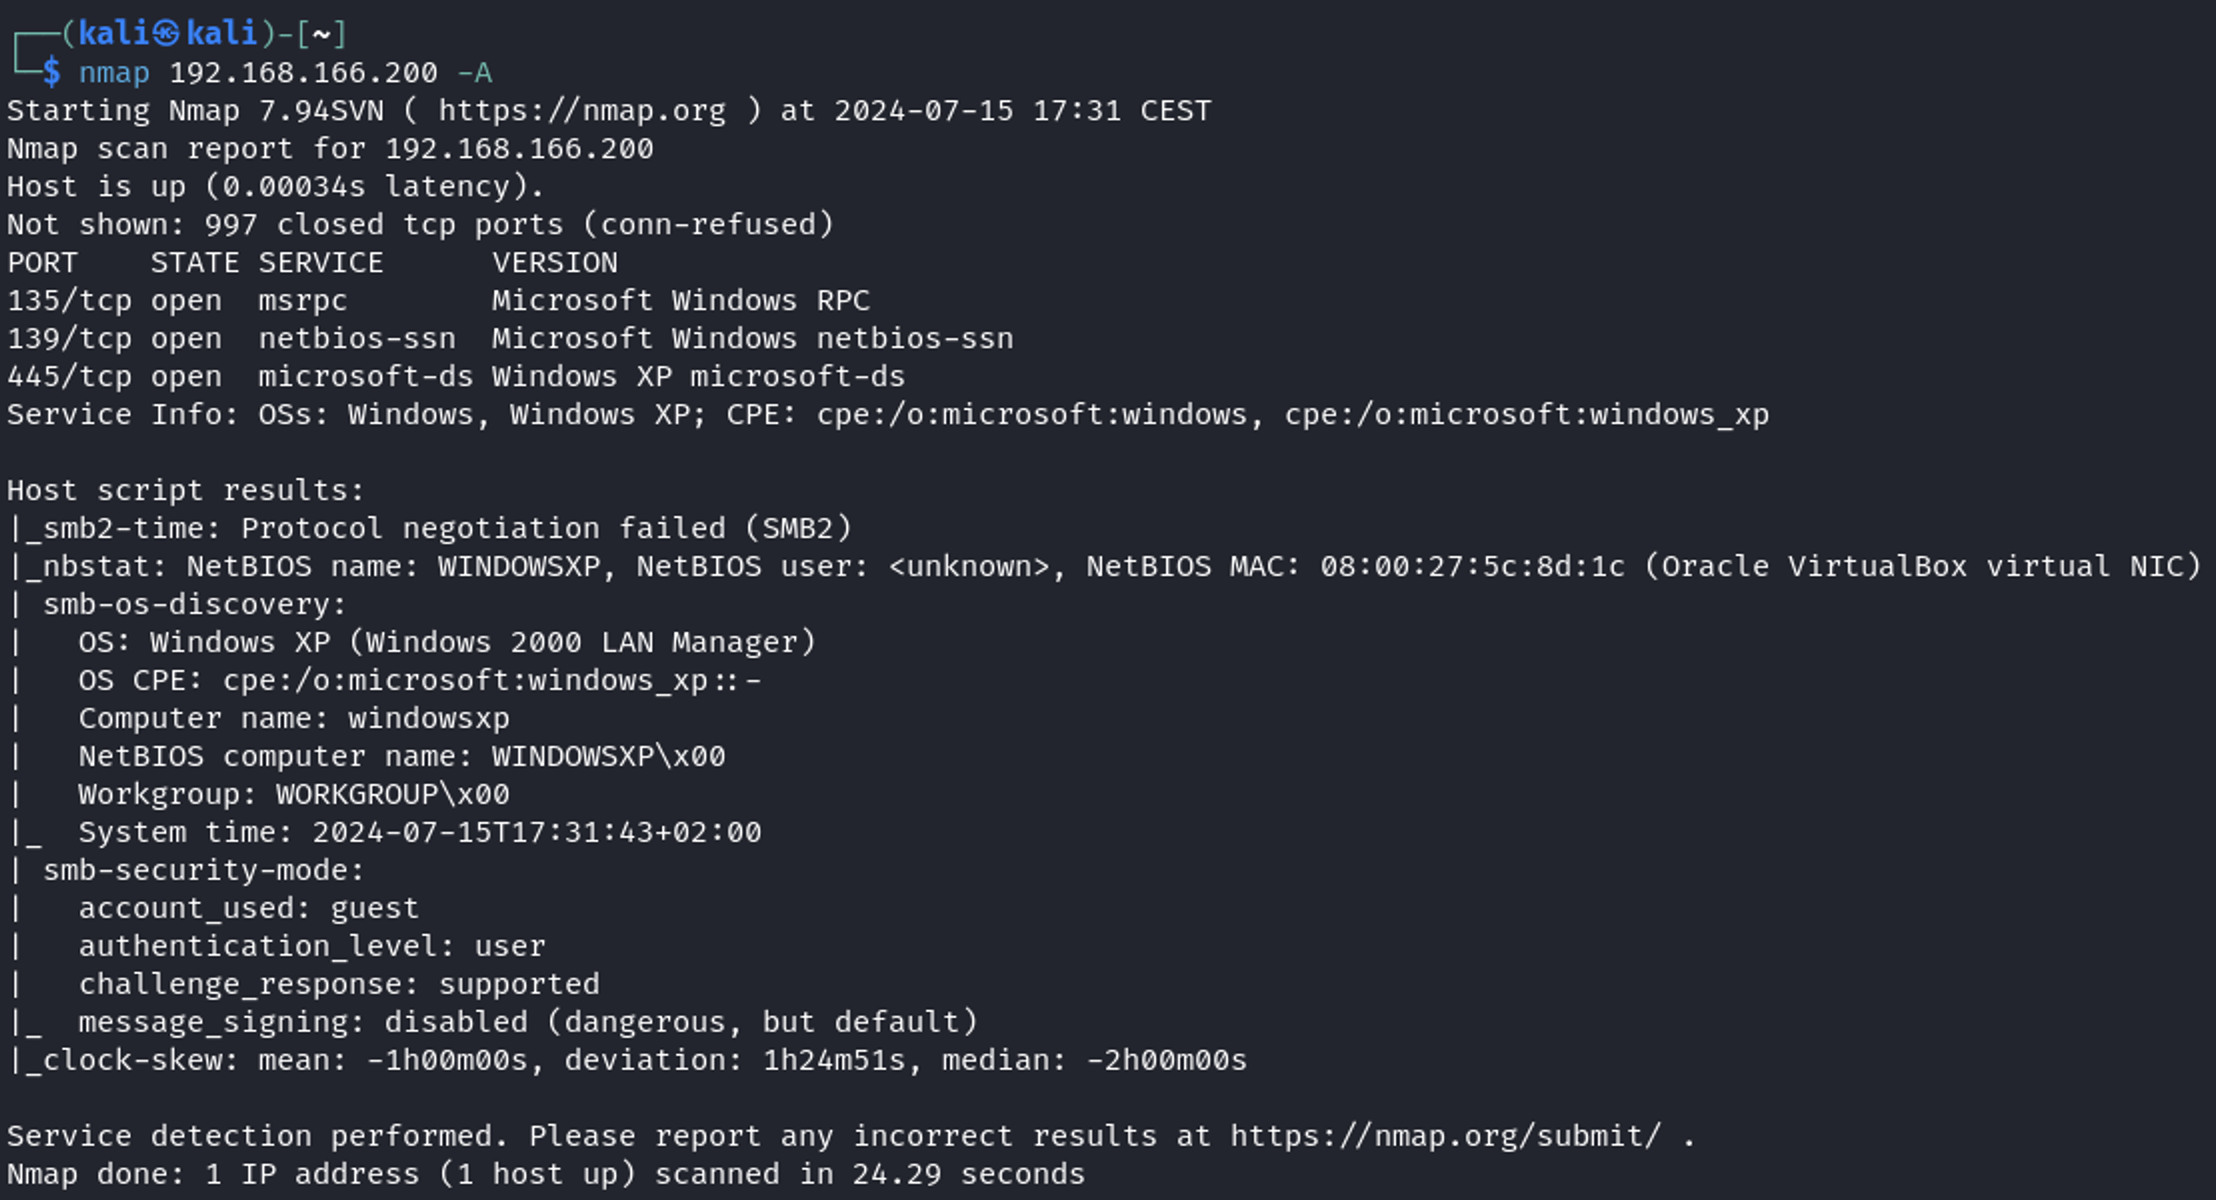 ┌──(kali㉿kali)-[~]
└─$ nmap 192.168.166.200 -A
Starting Nmap 7.94SVN ( https://nmap.org ) at 2024-07-15 17:31 CEST
Nmap scan report for 192.168.166.200
Host is up (0.00034s latency).
Not shown: 997 closed tcp ports (conn-refused)
PORT    STATE SERVICE      VERSION
135/tcp open  msrpc        Microsoft Windows RPC
139/tcp open  netbios-ssn  Microsoft Windows netbios-ssn
445/tcp open  microsoft-ds Windows XP microsoft-ds
Service Info: OSs: Windows, Windows XP; CPE: cpe:/o:microsoft:windows, cpe:/o:microsoft:windows_xp

Host script results:
|_smb2-time: Protocol negotiation failed (SMB2)
|_nbstat: NetBIOS name: WINDOWSXP, NetBIOS user: <unknown>, NetBIOS MAC: 08:00:27:5c:8d:1c (Oracle VirtualBox virtual NIC)
| smb-os-discovery:
|   OS: Windows XP (Windows 2000 LAN Manager)
|   OS CPE: cpe:/o:microsoft:windows_xp::-
|   Computer name: windowsxp
|   NetBIOS computer name: WINDOWSXP\x00
|   Workgroup: WORKGROUP\x00
|_  System time: 2024-07-15T17:31:43+02:00
| smb-security-mode:
|   account_used: guest
|   authentication_level: user
|   challenge_response: supported
|_  message_signing: disabled (dangerous, but default)
|_clock-skew: mean: -1h00m00s, deviation: 1h24m51s, median: -2h00m00s

Service detection performed. Please report any incorrect results at https://nmap.org/submit/ .
Nmap done: 1 IP address (1 host up) scanned in 24.29 seconds